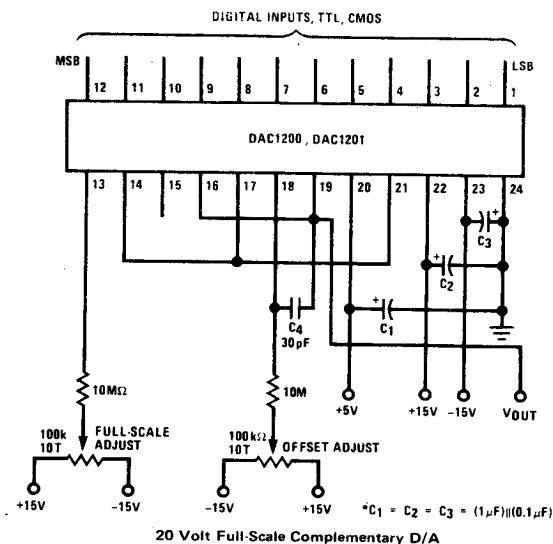 DIGITAL INPUTS, TTL, CMOS
MSB
LSB
12 11 10 9 8 7 6 5 4 3 2 1
DAC1200, DAC1201
13 14 15 16 17 18 19 20 21 22 23 24
+
C3
+
C2
+
C1
C4
30pF
10MΩ
10M
+5V
+15V
-15V
VOUT
100k
10T
FULL-SCALE
ADJUST
100kΩ
10T
OFFSET ADJUST
+15V
-15V
-15V
+15V
*C1 = C2 = C3 = (1μF)||(0.1μF)
20 Volt Full-Scale Complementary D/A